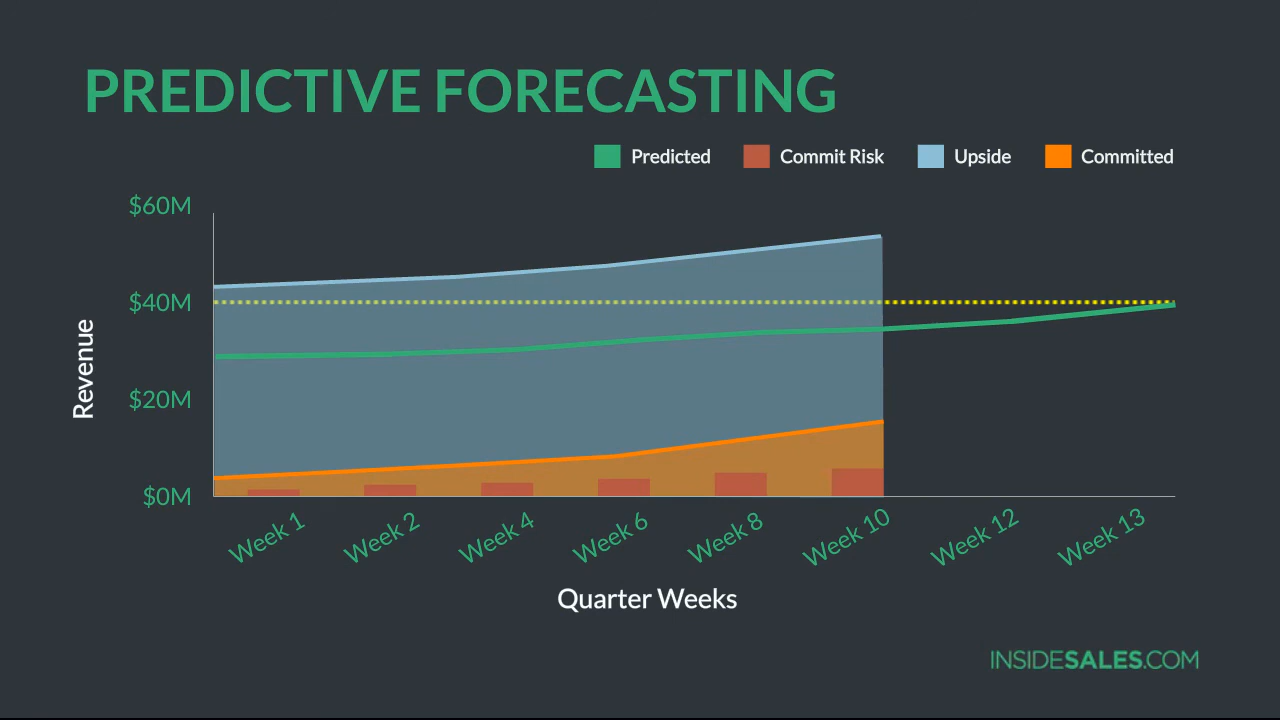 PREDICTIVE FORECASTING
Predicted
Commit Risk
Upside
Committed
$60M
$40M
$20M
$0M
Revenue
Week 1
Week 2
Week 4
Week 6
Week 8
Week 10
Week 12
Week 13
Quarter Weeks
INSIDESALES.COM